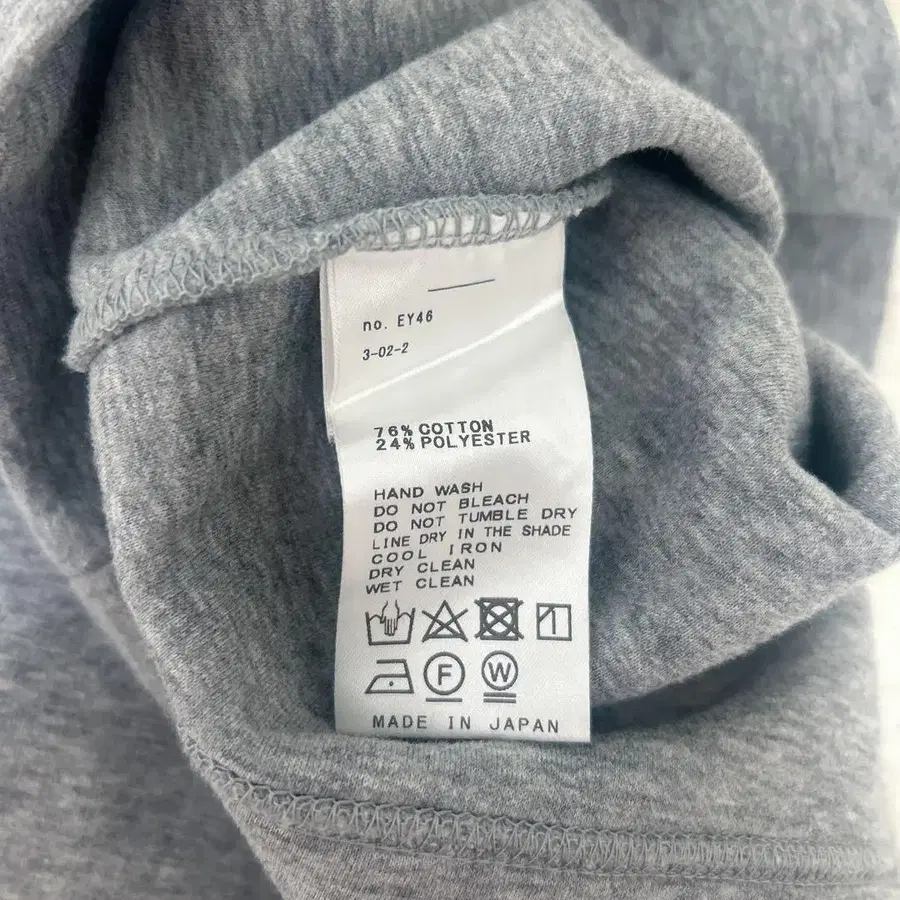 no. EY46
3-02-2
76% COTTON
24% POLYESTER
HAND WASH
DO NOT BLEACH
DO NOT TUMBLE DRY
LINE DRY IN THE SHADE
COOL IRON
DRY CLEAN
WET CLEAN
F W
MADE IN JAPAN